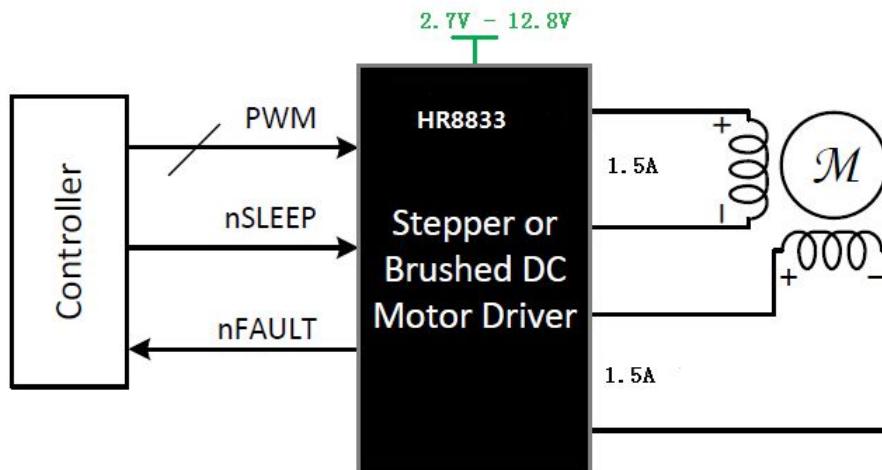 2.7V - 12.8V
Controller
PWM
nSLEEP
nFAULT
HR8833
Stepper or
Brushed DC
Motor Driver
1.5A
1.5A
+
−
M
+
−